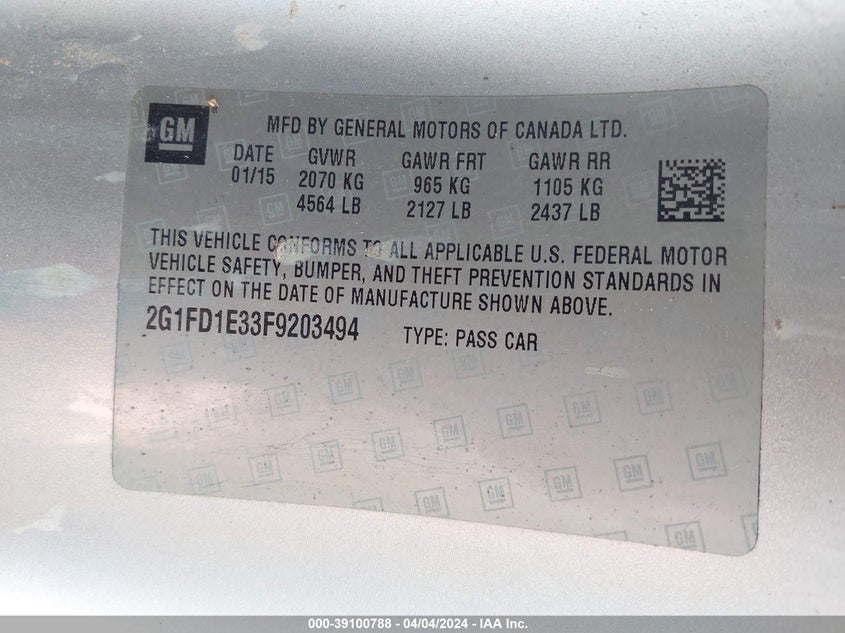 GM
MFD BY GENERAL MOTORS OF CANADA LTD.
DATE GVWR GAWR FRT GAWR RR
01/15 2070 KG 965 KG 1105 KG
4564 LB 2127 LB 2437 LB
THIS VEHICLE CONFORMS TO ALL APPLICABLE U.S. FEDERAL MOTOR
VEHICLE SAFETY, BUMPER, AND THEFT PREVENTION STANDARDS IN
EFFECT ON THE DATE OF MANUFACTURE SHOWN ABOVE.
2G1FD1E33F9203494 TYPE: PASS CAR
000-39100788 - 04/04/2024 - IAA Inc.